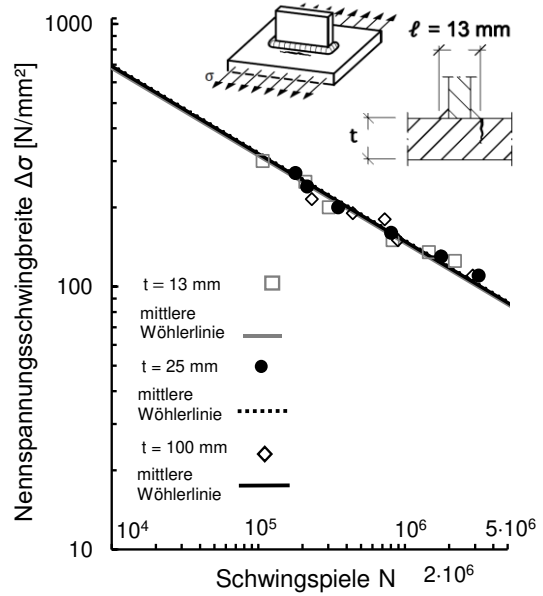 Nennspannungsschwingbreite Δσ [N/mm²]
1000
100
10
σ
ℓ = 13 mm
t
t = 13 mm
mittlere
Wöhlerlinie
t = 25 mm
mittlere
Wöhlerlinie
t = 100 mm
mittlere
Wöhlerlinie
10⁴
10⁵
10⁶
5·10⁶
Schwingspiele N
2·10⁶